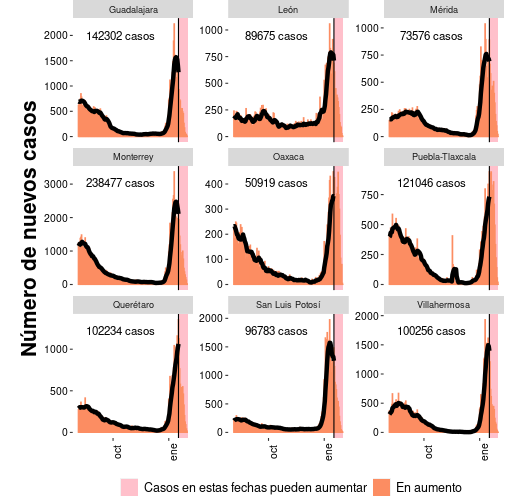 Guadalajara León Mérida
142302 casos 89675 casos 73576 casos
2000 1500 1000 500 0
1000 750 500 250 0
1000 750 500 250 0
Monterrey Oaxaca Puebla-Tlaxcala
238477 casos 50919 casos 121046 casos
3000 2000 1000 0
400 300 200 100 0
750 500 250 0
Querétaro San Luis Potosí Villahermosa
102234 casos 96783 casos 100256 casos
1000 500 0
2000 1500 1000 500 0
2000 1500 1000 500 0
Número de nuevos casos
oct ene oct ene oct ene
Casos en estas fechas pueden aumentar En aumento